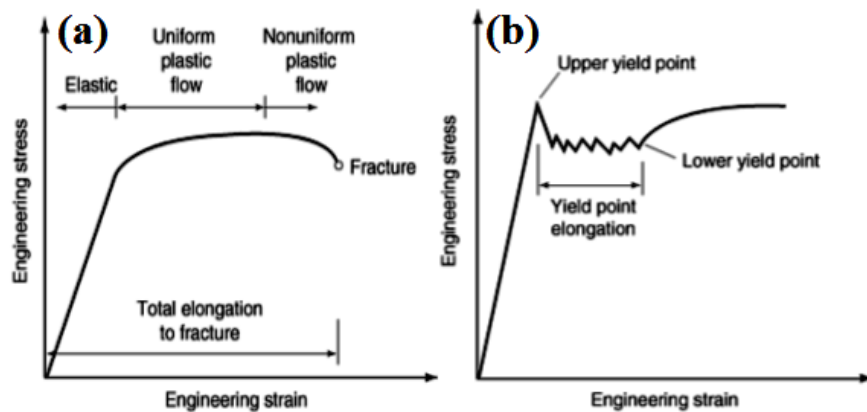 (a)
Uniform
plastic
flow
Nonuniform
plastic
flow
Elastic
Fracture
Total elongation
to fracture
Engineering stress
Engineering strain
(b)
Upper yield point
Lower yield point
Yield point
elongation
Engineering stress
Engineering strain